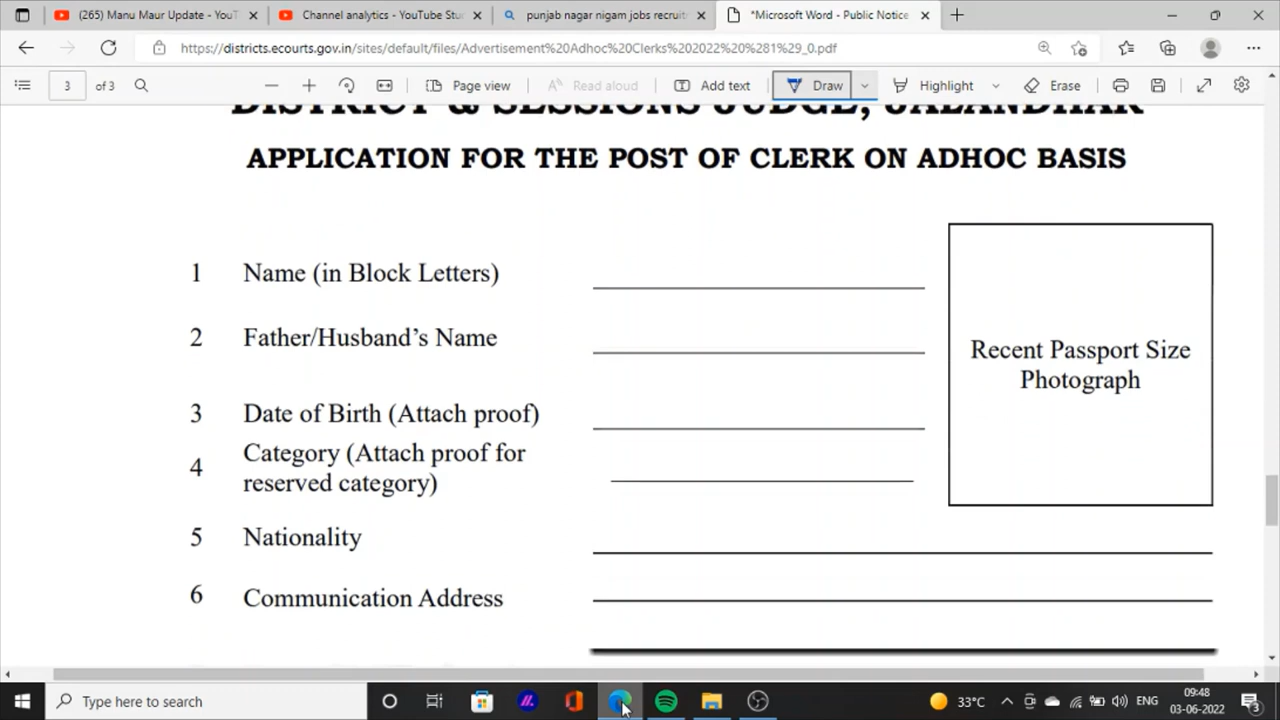 (265) Manu Maur Update - YouT
Channel analytics - YouTube Stu
punjab nagar nigam jobs recruit
*Microsoft Word - Public Notice
https://districts.ecourts.gov.in/sites/default/files/Advertisement%20Adhoc%20Clerks%202022%20%281%29_0.pdf
3 of 3
Page view
Read aloud
Add text
Draw
Highlight
Erase
DISTRICT & SESSIONS JUDGE, JALANDHAR
APPLICATION FOR THE POST OF CLERK ON ADHOC BASIS
1 Name (in Block Letters)
2 Father/Husband’s Name
Recent Passport Size
Photograph
3 Date of Birth (Attach proof)
4 Category (Attach proof for
reserved category)
5 Nationality
6 Communication Address
Type here to search
33°C
ENG
09:48
03-06-2022
3